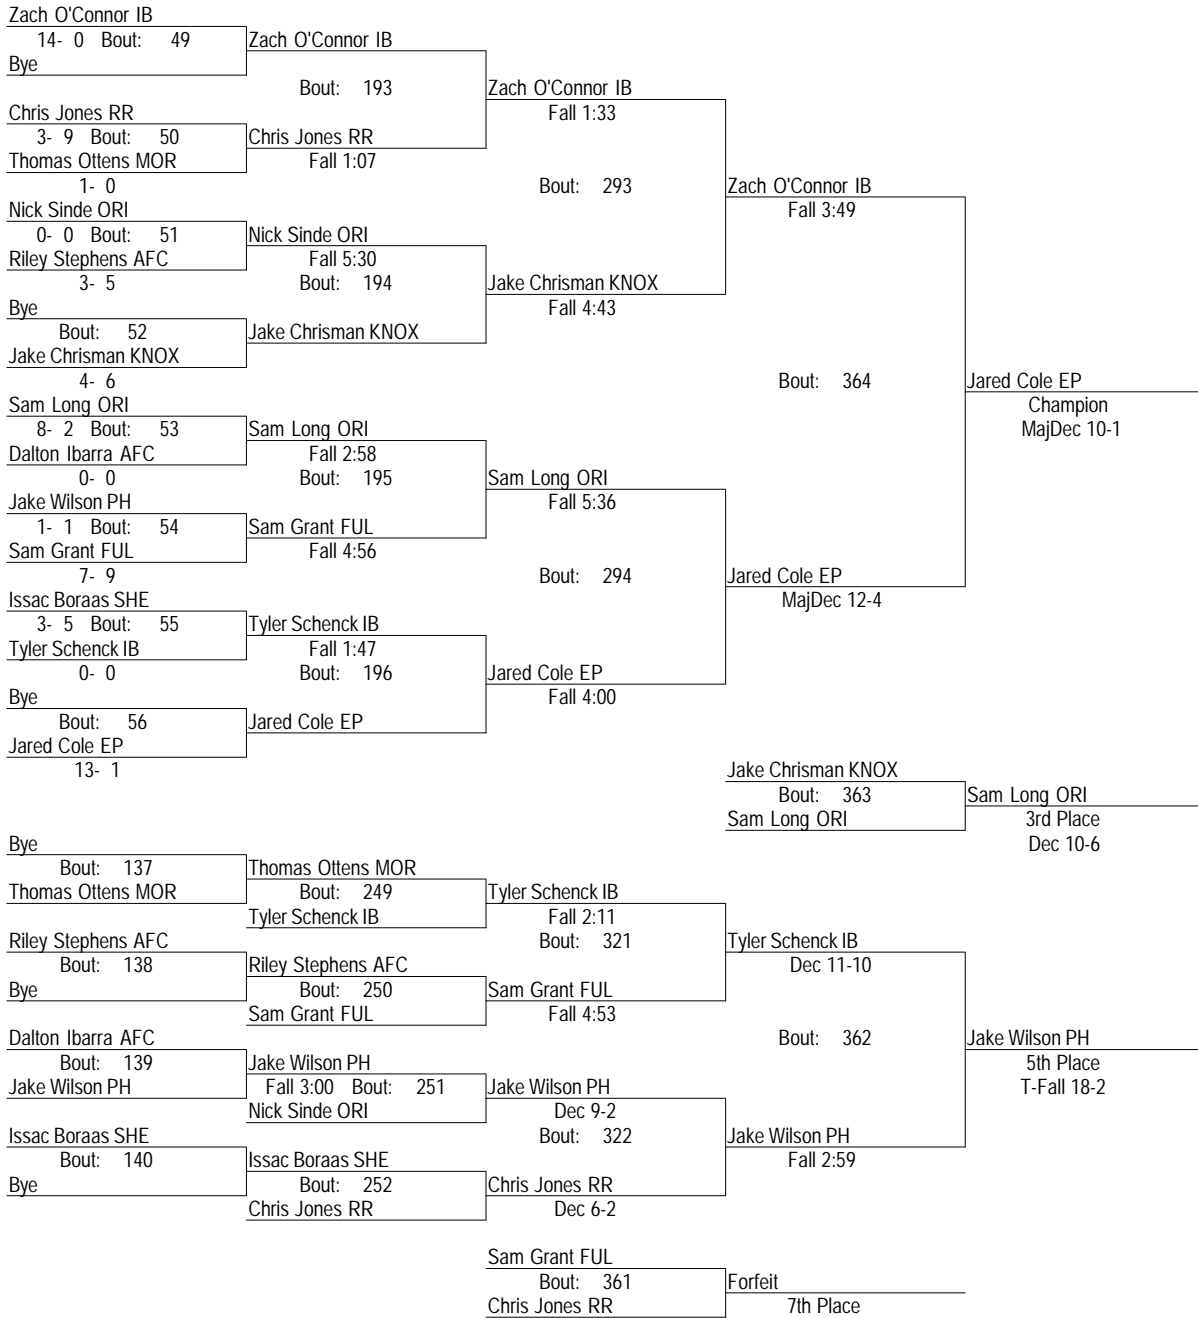 Zach O'Connor IB
14- 0 Bout: 49 Zach O'Connor IB
Bye
Bout: 193 Zach O'Connor IB
Chris Jones RR Fall 1:33
3- 9 Bout: 50 Chris Jones RR
Thomas Ottens MOR Fall 1:07
1- 0 Bout: 293 Zach O'Connor IB
Nick Sinde ORI Fall 3:49
0- 0 Bout: 51 Nick Sinde ORI
Riley Stephens AFC Fall 5:30
3- 5 Bout: 194 Jake Chrisman KNOX
Bye Fall 4:43
Bout: 52 Jake Chrisman KNOX
Jake Chrisman KNOX
4- 6 Bout: 364 Jared Cole EP
Sam Long ORI Champion
8- 2 Bout: 53 Sam Long ORI MajDec 10-1
Dalton Ibarra AFC Fall 2:58
0- 0 Bout: 195 Sam Long ORI
Jake Wilson PH Fall 5:36
1- 1 Bout: 54 Sam Grant FUL
Sam Grant FUL Fall 4:56
7- 9 Bout: 294 Jared Cole EP
Issac Boraas SHE MajDec 12-4
3- 5 Bout: 55 Tyler Schenck IB
Tyler Schenck IB Fall 1:47
0- 0 Bout: 196 Jared Cole EP
Bye Fall 4:00
Bout: 56 Jared Cole EP
Jared Cole EP
13- 1 Jake Chrisman KNOX
Bout: 363 Sam Long ORI
Sam Long ORI 3rd Place
Bye Dec 10-6
Bout: 137 Thomas Ottens MOR
Thomas Ottens MOR Bout: 249 Tyler Schenck IB
Tyler Schenck IB Fall 2:11
Riley Stephens AFC Bout: 321 Tyler Schenck IB
Bout: 138 Riley Stephens AFC Dec 11-10
Bye Bout: 250 Sam Grant FUL
Sam Grant FUL Fall 4:53
Dalton Ibarra AFC Bout: 362 Jake Wilson PH
Bout: 139 Jake Wilson PH 5th Place
Jake Wilson PH Fall 3:00 Bout: 251 Jake Wilson PH T-Fall 18-2
Nick Sinde ORI Dec 9-2
Issac Boraas SHE Bout: 322 Jake Wilson PH
Bout: 140 Issac Boraas SHE Fall 2:59
Bye Bout: 252 Chris Jones RR
Chris Jones RR Dec 6-2
Sam Grant FUL
Bout: 361 Forfeit
Chris Jones RR 7th Place